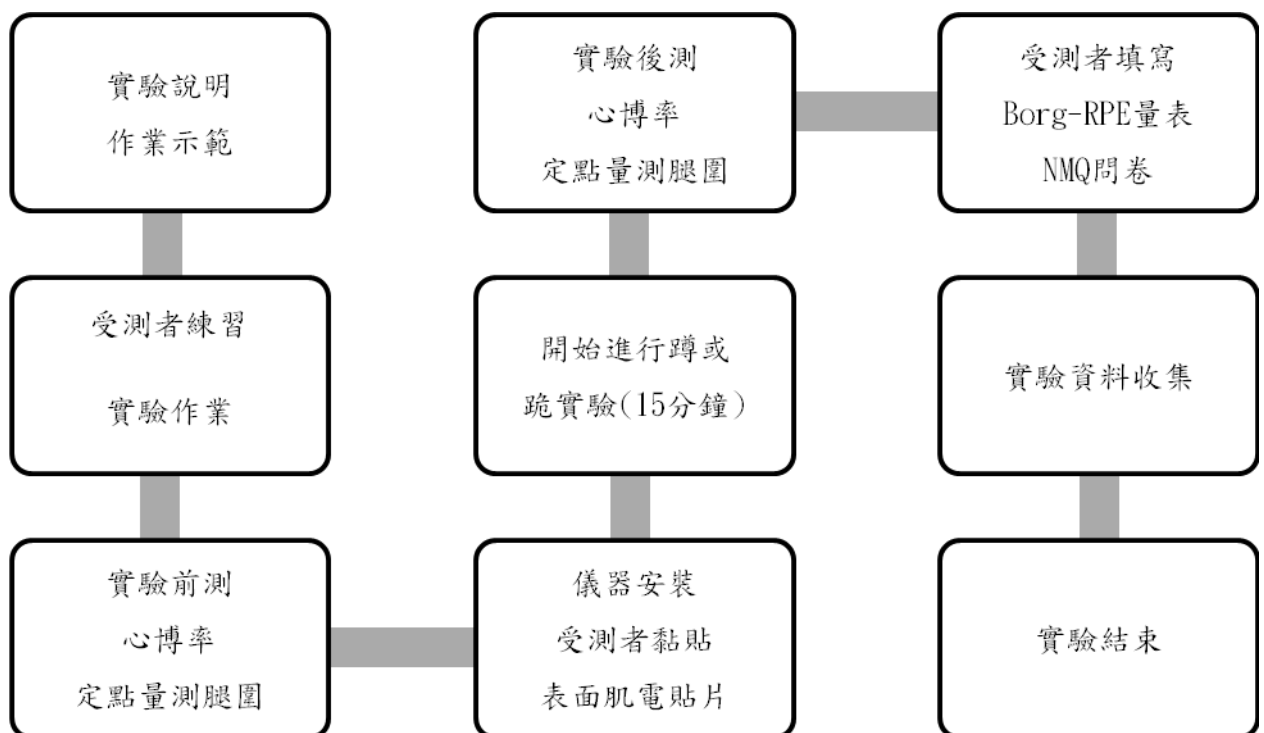 實驗說明
作業示範
受測者練習
實驗作業
實驗前測
心博率
定點量測腿圍
儀器安裝
受測者黏貼
表面肌電貼片
開始進行蹲或
跪實驗(15分鐘)
實驗後測
心博率
定點量測腿圍
受測者填寫
Borg-RPE量表
NMQ問卷
實驗資料收集
實驗結束